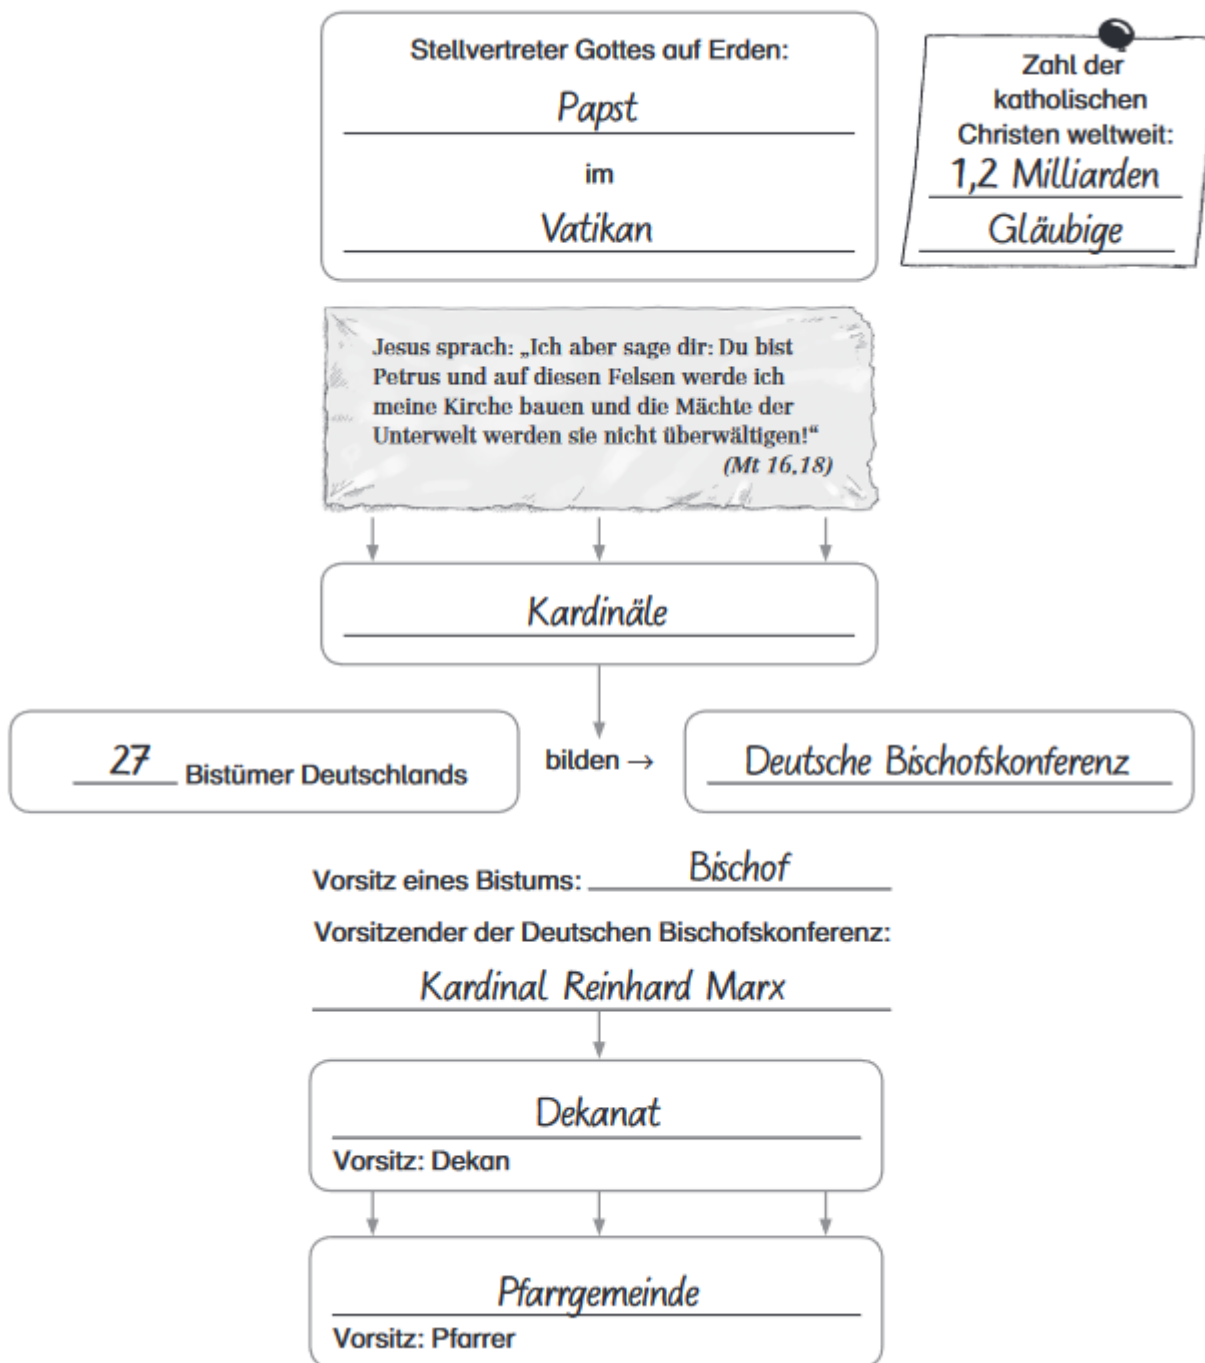 Stellvertreter Gottes auf Erden:
Papst
im
Vatikan
Zahl der
katholischen
Christen weltweit:
1,2 Milliarden
Gläubige
Jesus sprach: „Ich aber sage dir: Du bist
Petrus und auf diesen Felsen werde ich
meine Kirche bauen und die Mächte der
Unterwelt werden sie nicht überwältigen!“
(Mt 16,18)
Kardinäle
27 Bistümer Deutschlands
bilden →
Deutsche Bischofskonferenz
Vorsitz eines Bistums: Bischof
Vorsitzender der Deutschen Bischofskonferenz:
Kardinal Reinhard Marx
Dekanat
Vorsitz: Dekan
Pfarrgemeinde
Vorsitz: Pfarrer